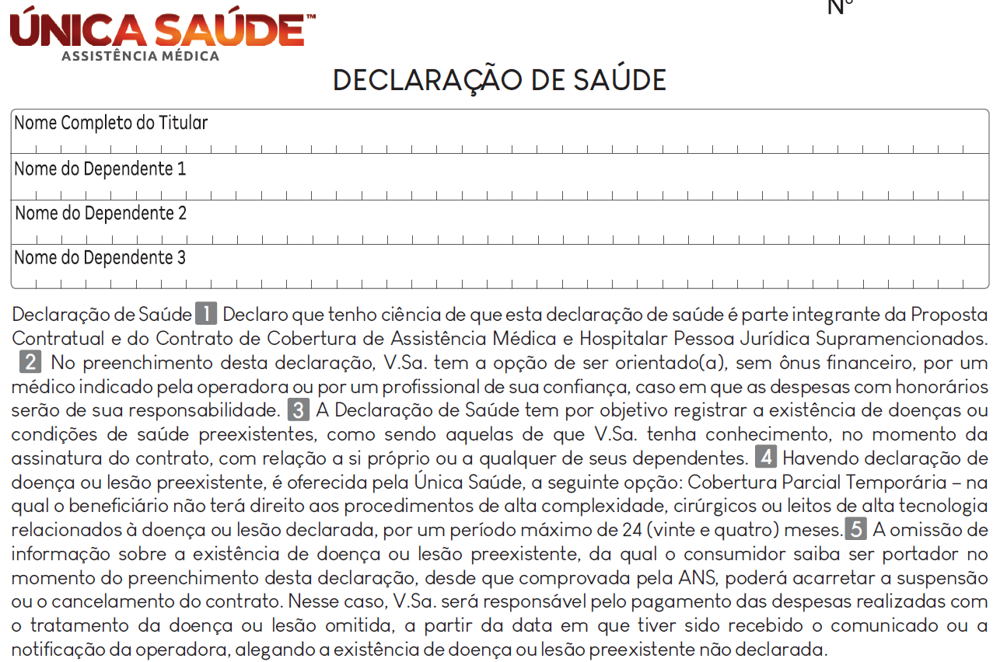 Nº
ÚNICA SAÚDE™
ASSISTÊNCIA MÉDICA
DECLARAÇÃO DE SAÚDE
Nome Completo do Titular
Nome do Dependente 1
Nome do Dependente 2
Nome do Dependente 3
Declaração de Saúde 1 Declaro que tenho ciência de que esta declaração de saúde é parte integrante da Proposta
Contratual e do Contrato de Cobertura de Assistência Médica e Hospitalar Pessoa Jurídica Supramencionados.
2 No preenchimento desta declaração, V.Sa. tem a opção de ser orientado(a), sem ônus financeiro, por um
médico indicado pela operadora ou por um profissional de sua confiança, caso em que as despesas com honorários
serão de sua responsabilidade. 3 A Declaração de Saúde tem por objetivo registrar a existência de doenças ou
condições de saúde preexistentes, como sendo aquelas de que V.Sa. tenha conhecimento, no momento da
assinatura do contrato, com relação a si próprio ou a qualquer de seus dependentes. 4 Havendo declaração de
doença ou lesão preexistente, é oferecida pela Única Saúde, a seguinte opção: Cobertura Parcial Temporária – na
qual o beneficiário não terá direito aos procedimentos de alta complexidade, cirúrgicos ou leitos de alta tecnologia
relacionados à doença ou lesão declarada, por um período máximo de 24 (vinte e quatro) meses. 5 A omissão de
informação sobre a existência de doença ou lesão preexistente, da qual o consumidor saiba ser portador no
momento do preenchimento desta declaração, desde que comprovada pela ANS, poderá acarretar a suspensão
ou o cancelamento do contrato. Nesse caso, V.Sa. será responsável pelo pagamento das despesas realizadas com
o tratamento da doença ou lesão omitida, a partir da data em que tiver sido recebido o comunicado ou a
notificação da operadora, alegando a existência de doença ou lesão preexistente não declarada.